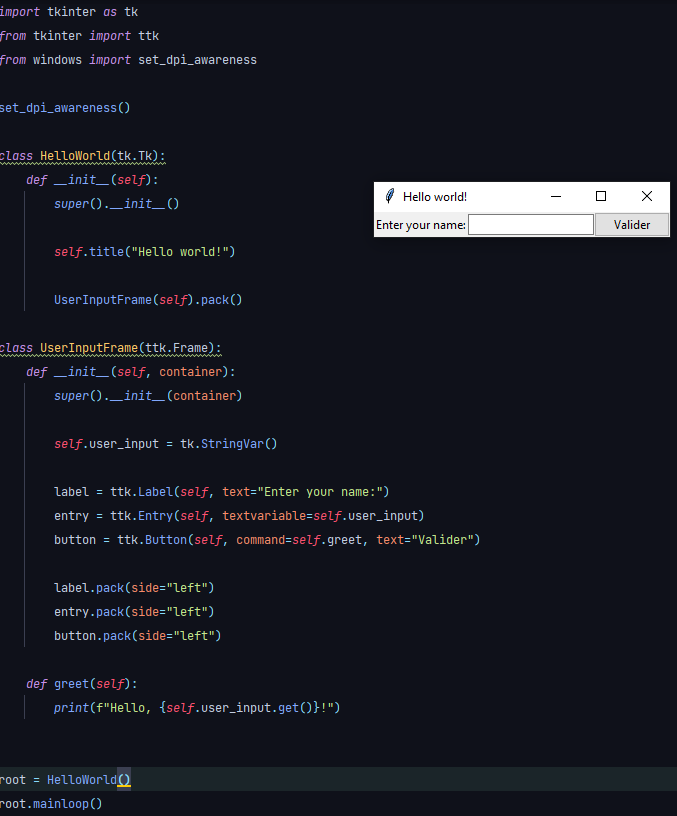 import tkinter as tk
from tkinter import ttk
from windows import set_dpi_awareness
set_dpi_awareness()
class HelloWorld(tk.Tk):
def __init__(self):
super().__init__()
self.title("Hello world!")
UserInputFrame(self).pack()
Hello world!
Enter your name:
Valider
class UserInputFrame(ttk.Frame):
def __init__(self, container):
super().__init__(container)
self.user_input = tk.StringVar()
label = ttk.Label(self, text="Enter your name:")
entry = ttk.Entry(self, textvariable=self.user_input)
button = ttk.Button(self, command=self.greet, text="Valider")
label.pack(side="left")
entry.pack(side="left")
button.pack(side="left")
def greet(self):
print(f"Hello, {self.user_input.get()}!")
root = HelloWorld()
root.mainloop()